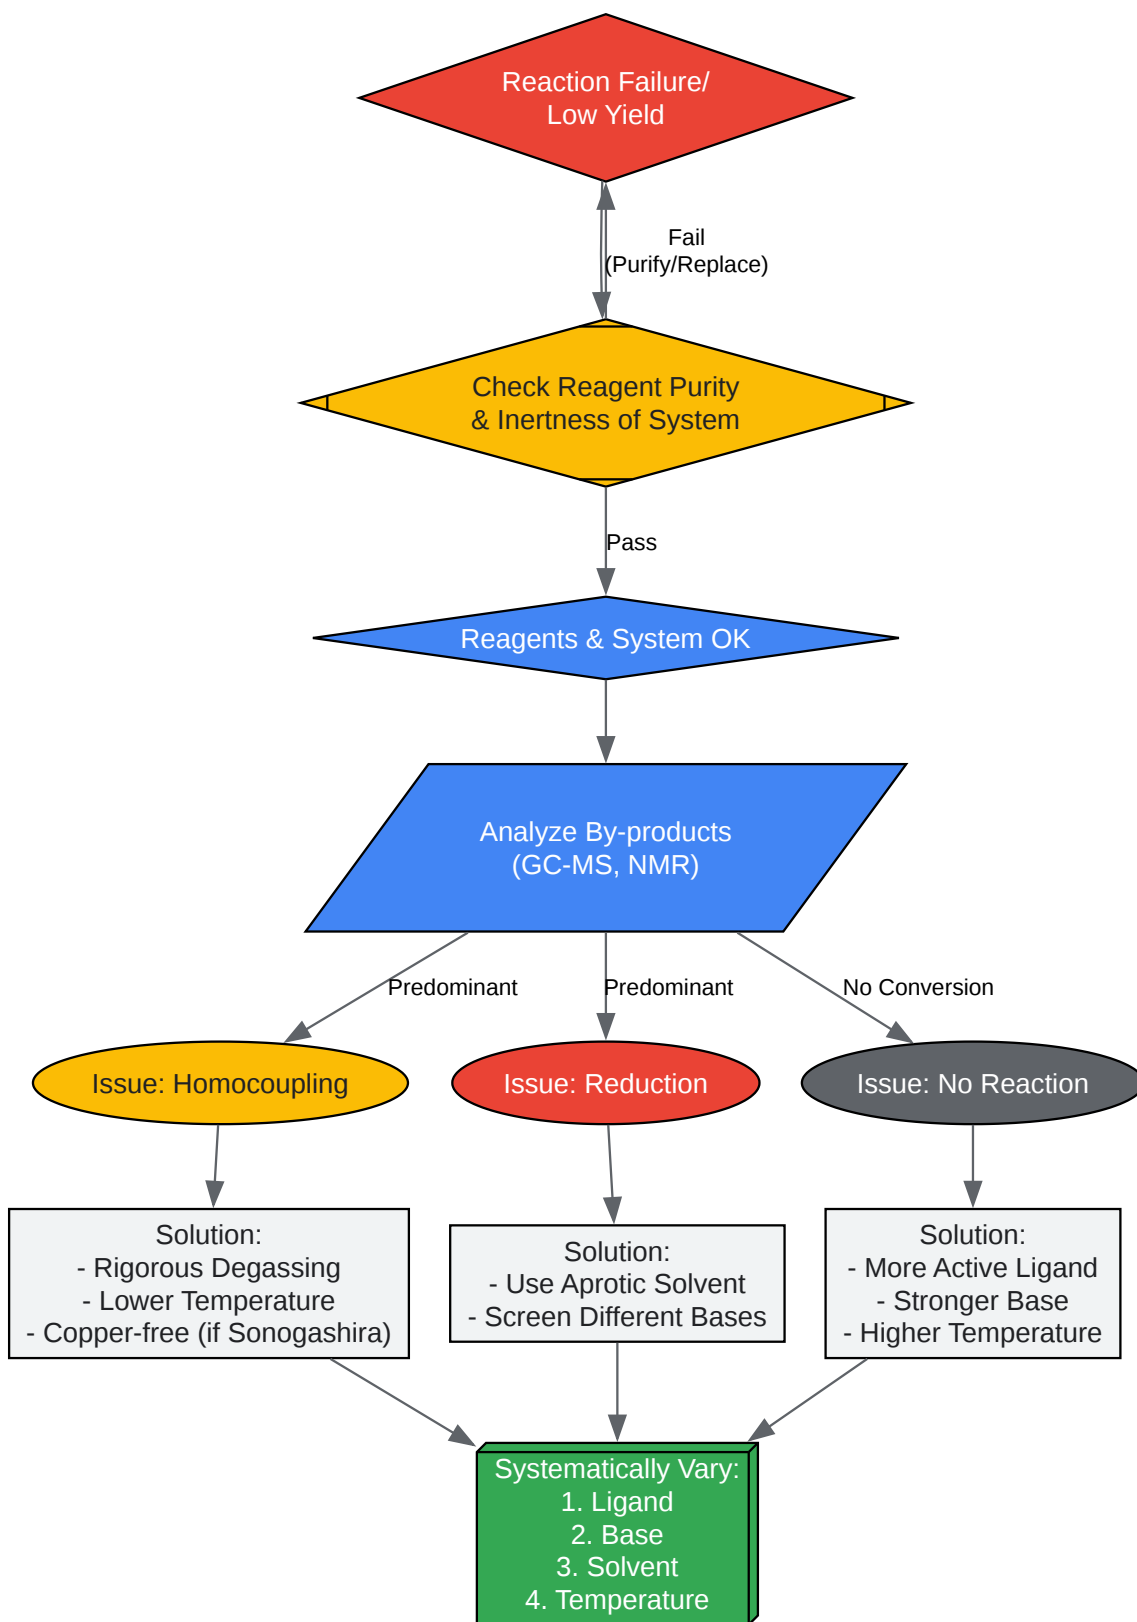 Reaction Failure/
Low Yield
Fail
(Purify/Replace)
Check Reagent Purity
& Inertness of System
Pass
Reagents & System OK
Analyze By-products
(GC-MS, NMR)
Predominant
Predominant
No Conversion
Issue: Homocoupling
Issue: Reduction
Issue: No Reaction
Solution:
- Rigorous Degassing
- Lower Temperature
- Copper-free (if Sonogashira)
Solution:
- Use Aprotic Solvent
- Screen Different Bases
Solution:
- More Active Ligand
- Stronger Base
- Higher Temperature
Systematically Vary:
1. Ligand
2. Base
3. Solvent
4. Temperature